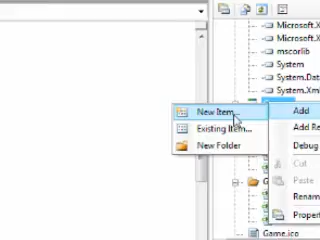 Microsoft.X
Microsoft.X
mscorlib
System
System.Dat
System.Xml
New Item...
Add
Existing Item...
Add Re
New Folder
Debug
Cut
Paste
Renam
Propert
Game.ico